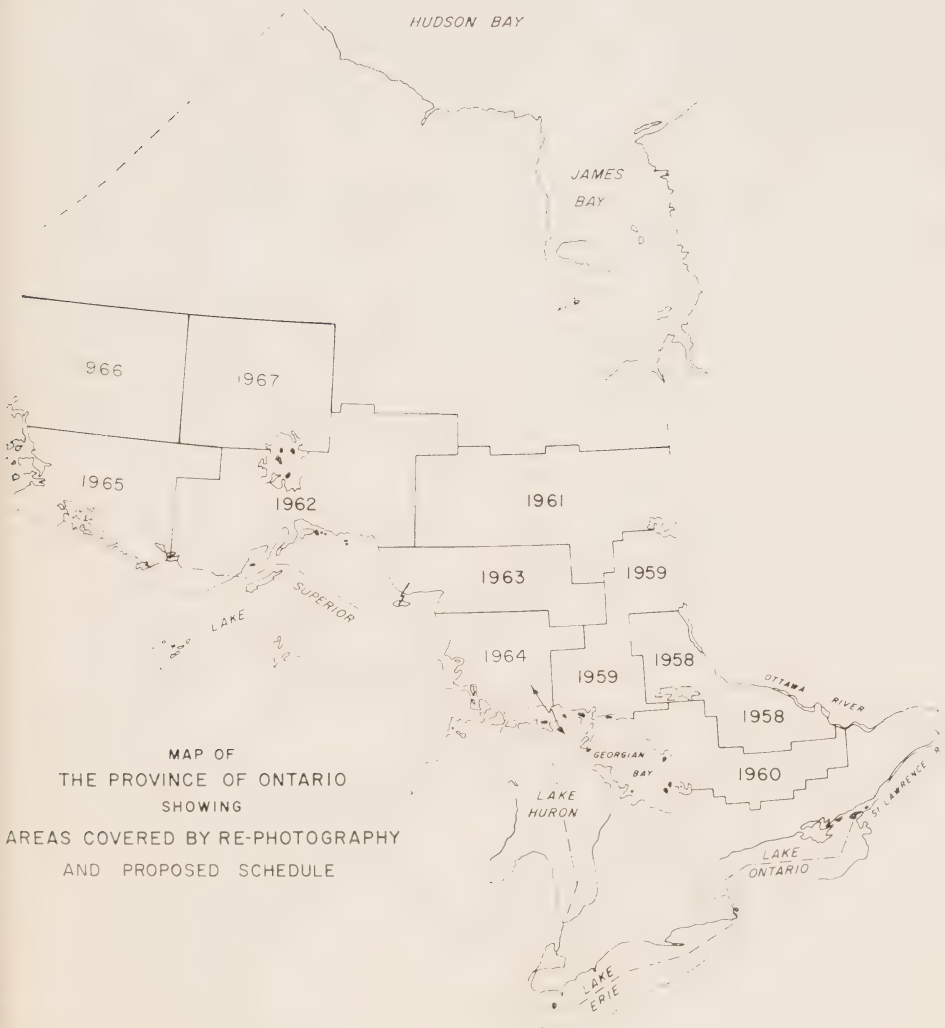 HUDSON BAY
JAMES
BAY
966
1967
1965
1962
1961
1963
1959
LAKE SUPERIOR
1964
1959
1958
OTTAWA RIVER
1958
GEORGIAN
BAY
1960
ST. LAWRENCE R
LAKE
HURON
LAKE
ONTARIO
LAKE
ERIE
MAP OF
THE PROVINCE OF ONTARIO
SHOWING
AREAS COVERED BY RE-PHOTOGRAPHY
AND PROPOSED SCHEDULE